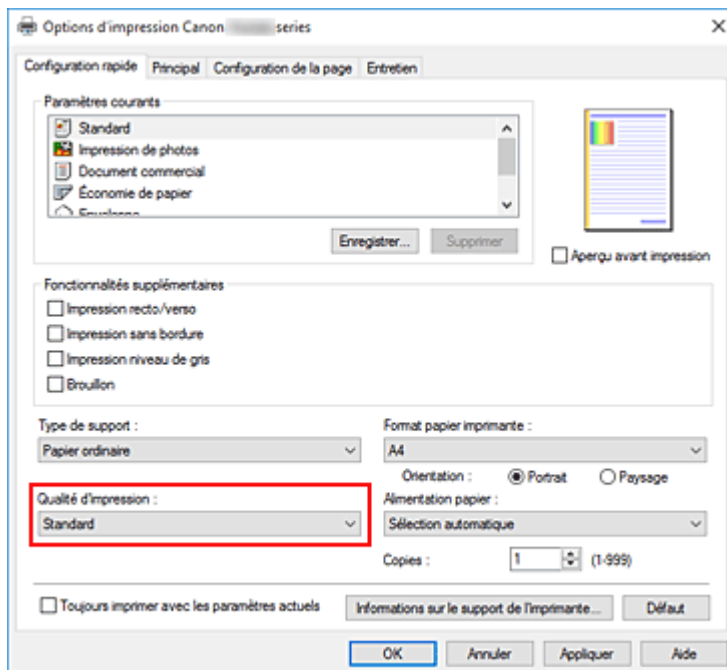 Options d'impression Canon series
Configuration rapide Principal Configuration de la page Entretien
Paramètres courants
Standard
Impression de photos
Document commercial
Économie de papier
Enregistrer... Supprimer
Aperçu avant impression
Fonctionnalités supplémentaires
Impression recto/verso
Impression sans bordure
Impression niveau de gris
Brouillon
Type de support : Format papier imprimante :
Papier ordinaire A4
Orientation : Portrait Paysage
Qualité d'impression : Alimentation papier :
Standard Sélection automatique
Copies : 1 (1-999)
Toujours imprimer avec les paramètres actuels Informations sur le support de l'imprimante... Défaut
OK Annuler Appliquer Aide